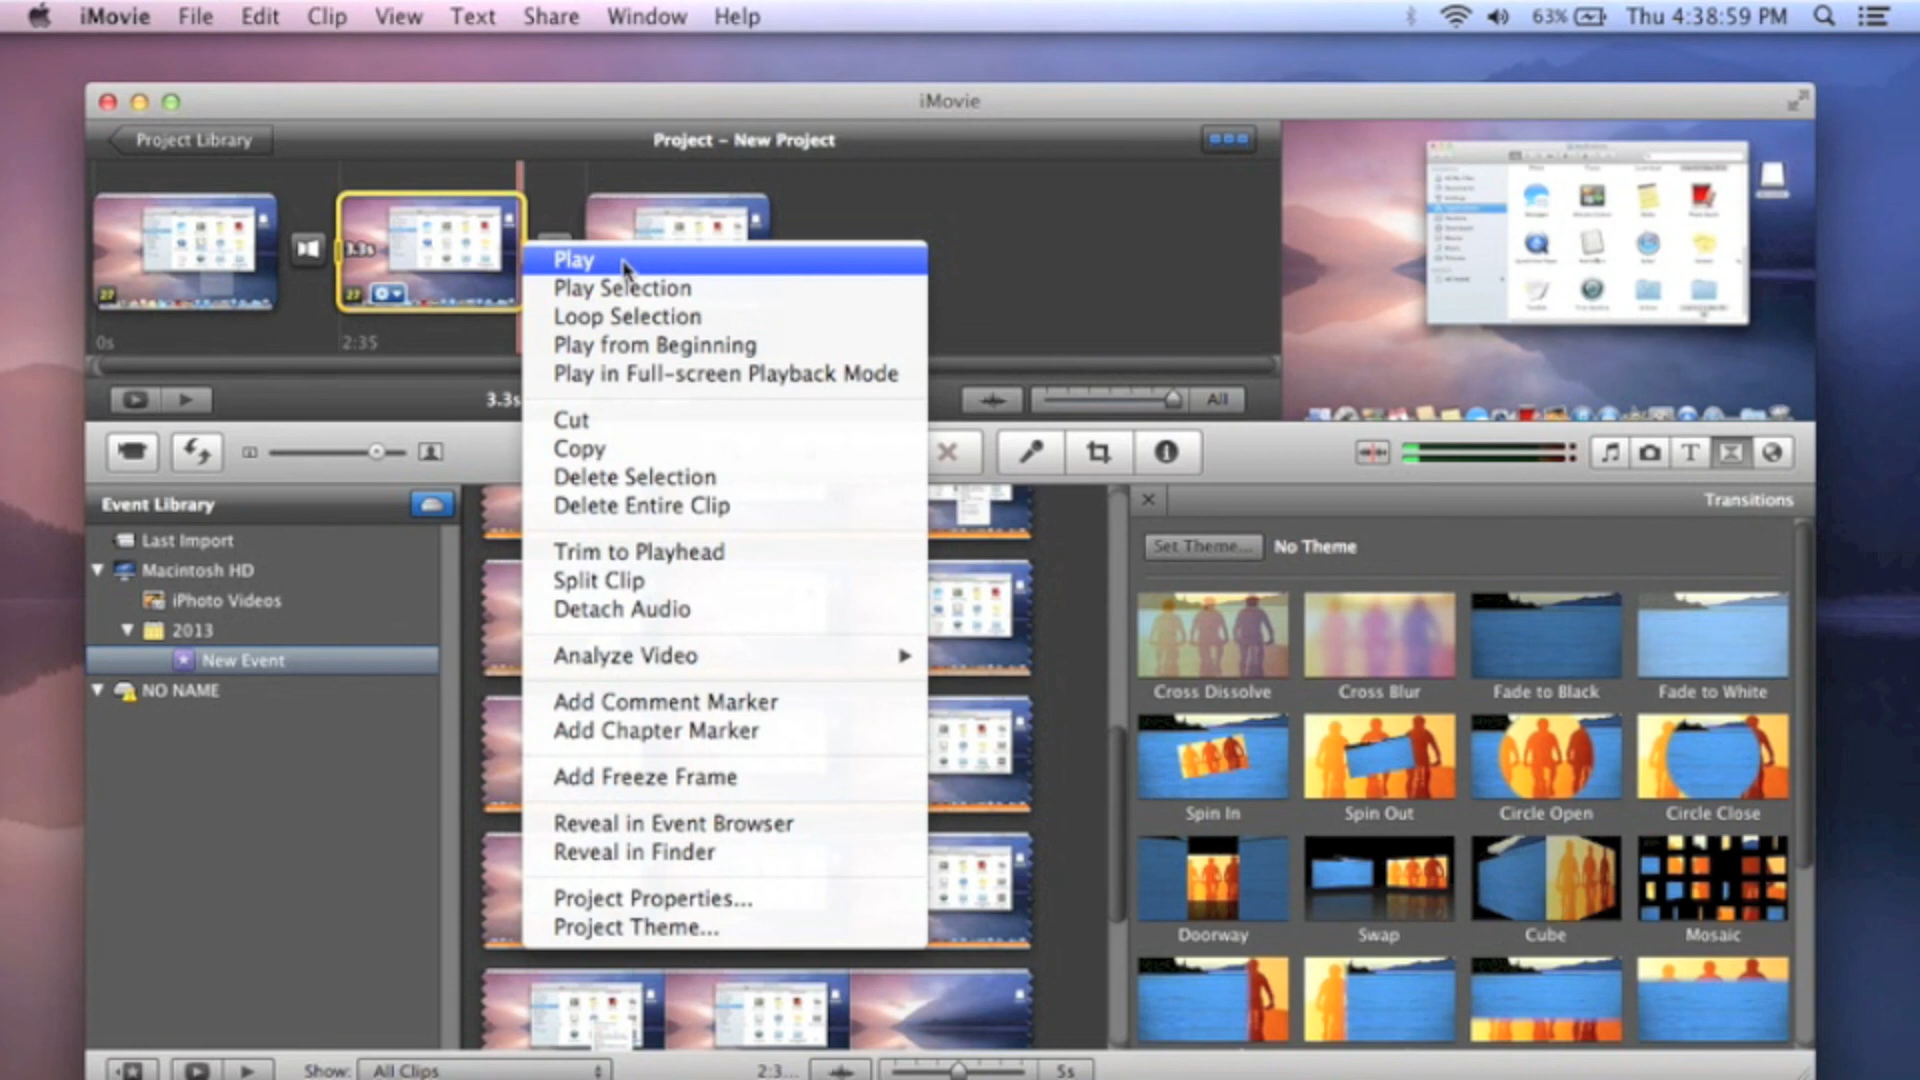 iMovie File Edit Clip View Text Share Window Help 63% Thu 4:38:59 PM
iMovie
Project Library
Project – New Project
3.3s
27
27
0s
2:35
Play
Play Selection
Loop Selection
Play from Beginning
Play in Full-screen Playback Mode
Cut
Copy
Delete Selection
Delete Entire Clip
Trim to Playhead
Split Clip
Detach Audio
Analyze Video
Add Comment Marker
Add Chapter Marker
Add Freeze Frame
Reveal in Event Browser
Reveal in Finder
Project Properties...
Project Theme...
3.3s
All
Event Library
Last Import
Macintosh HD
iPhoto Videos
2013
New Event
NO NAME
Transitions
Set Theme... No Theme
Cross Dissolve Cross Blur Fade to Black Fade to White
Spin In Spin Out Circle Open Circle Close
Doorway Swap Cube Mosaic
Show: All Clips 2:3... 5s